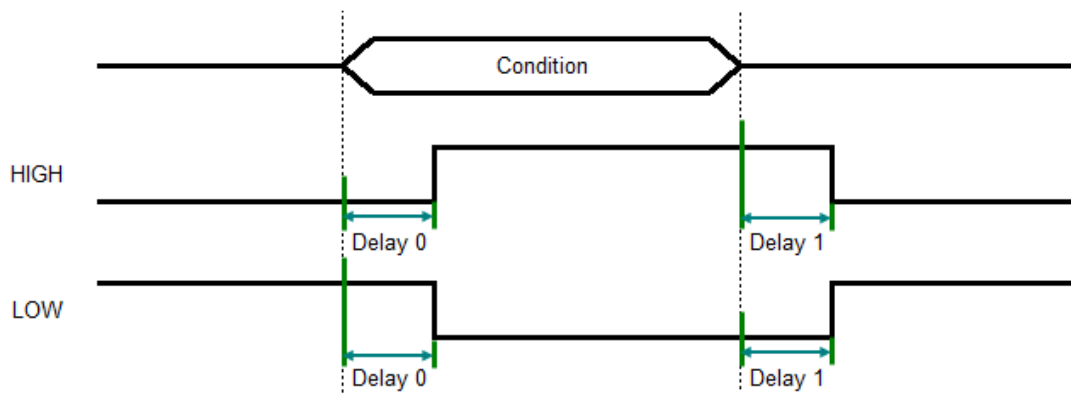 Condition
HIGH
Delay 0
Delay 1
LOW
Delay 0
Delay 1